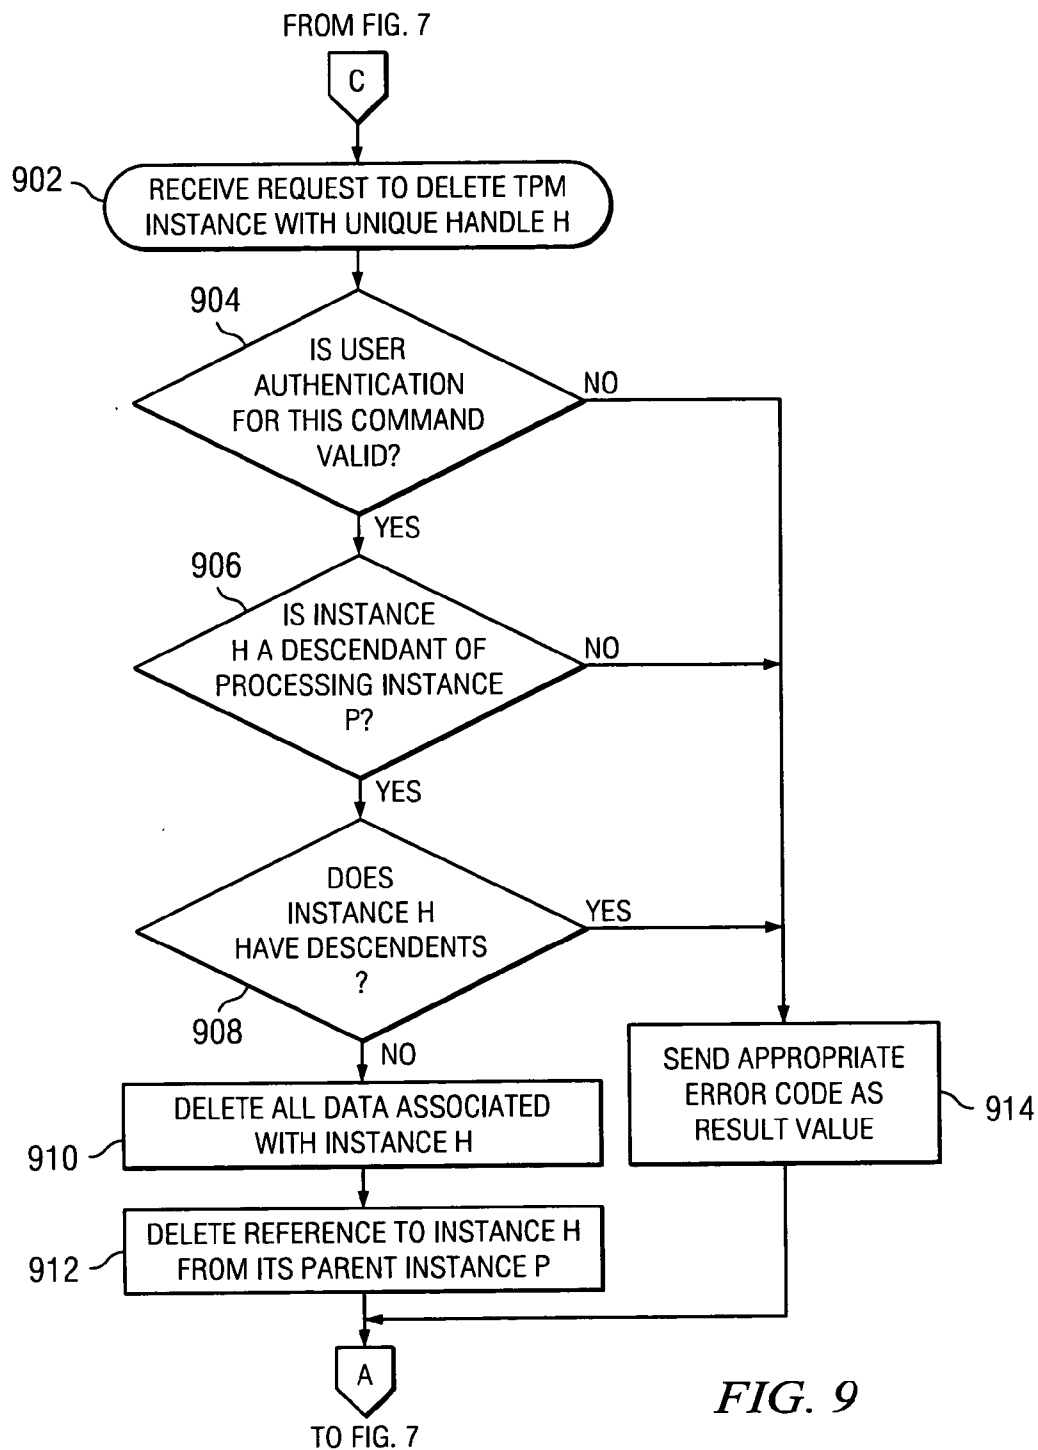 FROM FIG. 7
C
902
RECEIVE REQUEST TO DELETE TPM
INSTANCE WITH UNIQUE HANDLE H
904
IS USER
AUTHENTICATION
FOR THIS COMMAND
VALID?
NO
YES
906
IS INSTANCE
H A DESCENDANT OF
PROCESSING INSTANCE
P?
NO
YES
DOES
INSTANCE H
HAVE DESCENDENTS
?
YES
908
NO
SEND APPROPRIATE
ERROR CODE AS
RESULT VALUE
914
DELETE ALL DATA ASSOCIATED
WITH INSTANCE H
910
DELETE REFERENCE TO INSTANCE H
FROM ITS PARENT INSTANCE P
912
A
TO FIG. 7
FIG. 9